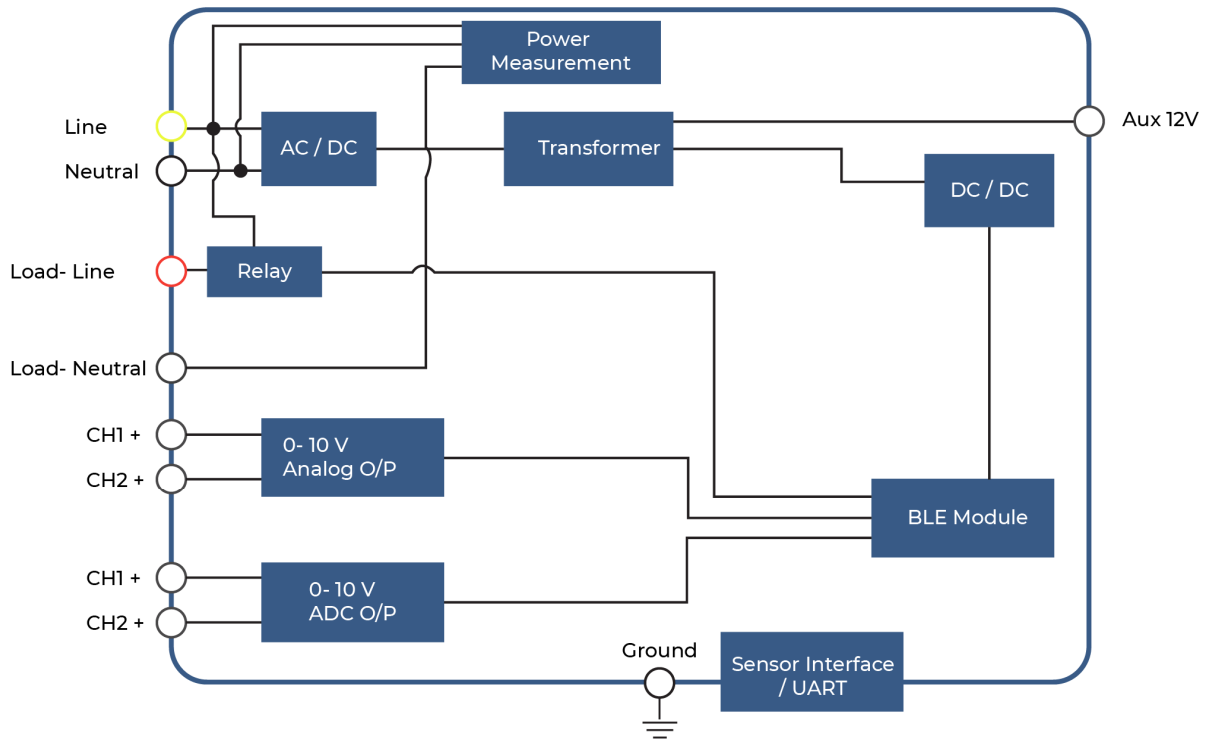 Power
Measurement
Line
AC / DC
Transformer
Aux 12V
Neutral
DC / DC
Load- Line
Relay
Load- Neutral
CH1 +
0- 10 V
Analog O/P
CH2 +
BLE Module
CH1 +
0- 10 V
ADC O/P
CH2 +
Ground
Sensor Interface
/ UART